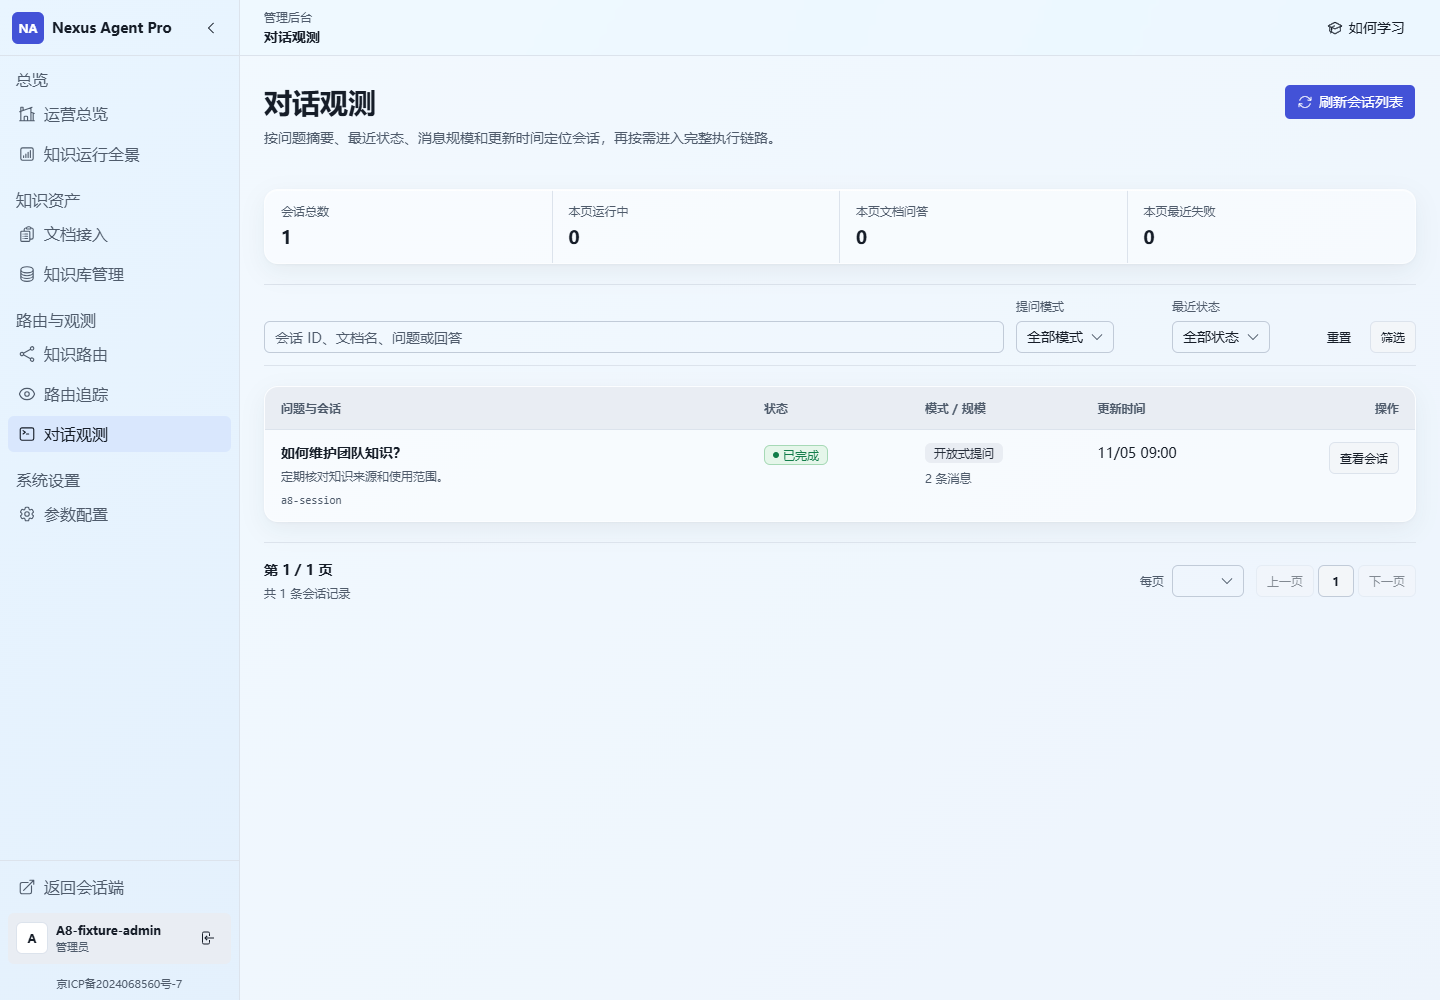 NA
Nexus Agent Pro
总览
运营总览
知识运行全景
知识资产
文档接入
知识库管理
路由与观测
知识路由
路由追踪
对话观测
系统设置
参数配置
返回会话端
A
A8-fixture-admin
管理员
京ICP备2024068560号-7
管理后台
对话观测
如何学习
对话观测
刷新会话列表
按问题摘要、最近状态、消息规模和更新时间定位会话，再按需进入完整执行链路。
会话总数
1
本页运行中
0
本页文档问答
0
本页最近失败
0
会话 ID、文档名、问题或回答
提问模式
全部模式
最近状态
全部状态
重置
筛选
问题与会话 状态 模式 / 规模 更新时间 操作
如何维护团队知识？
定期核对知识来源和使用范围。
a8-session
已完成
开放式提问
2 条消息
11/05 09:00
查看会话
第 1 / 1 页
共 1 条会话记录
每页
上一页
1
下一页